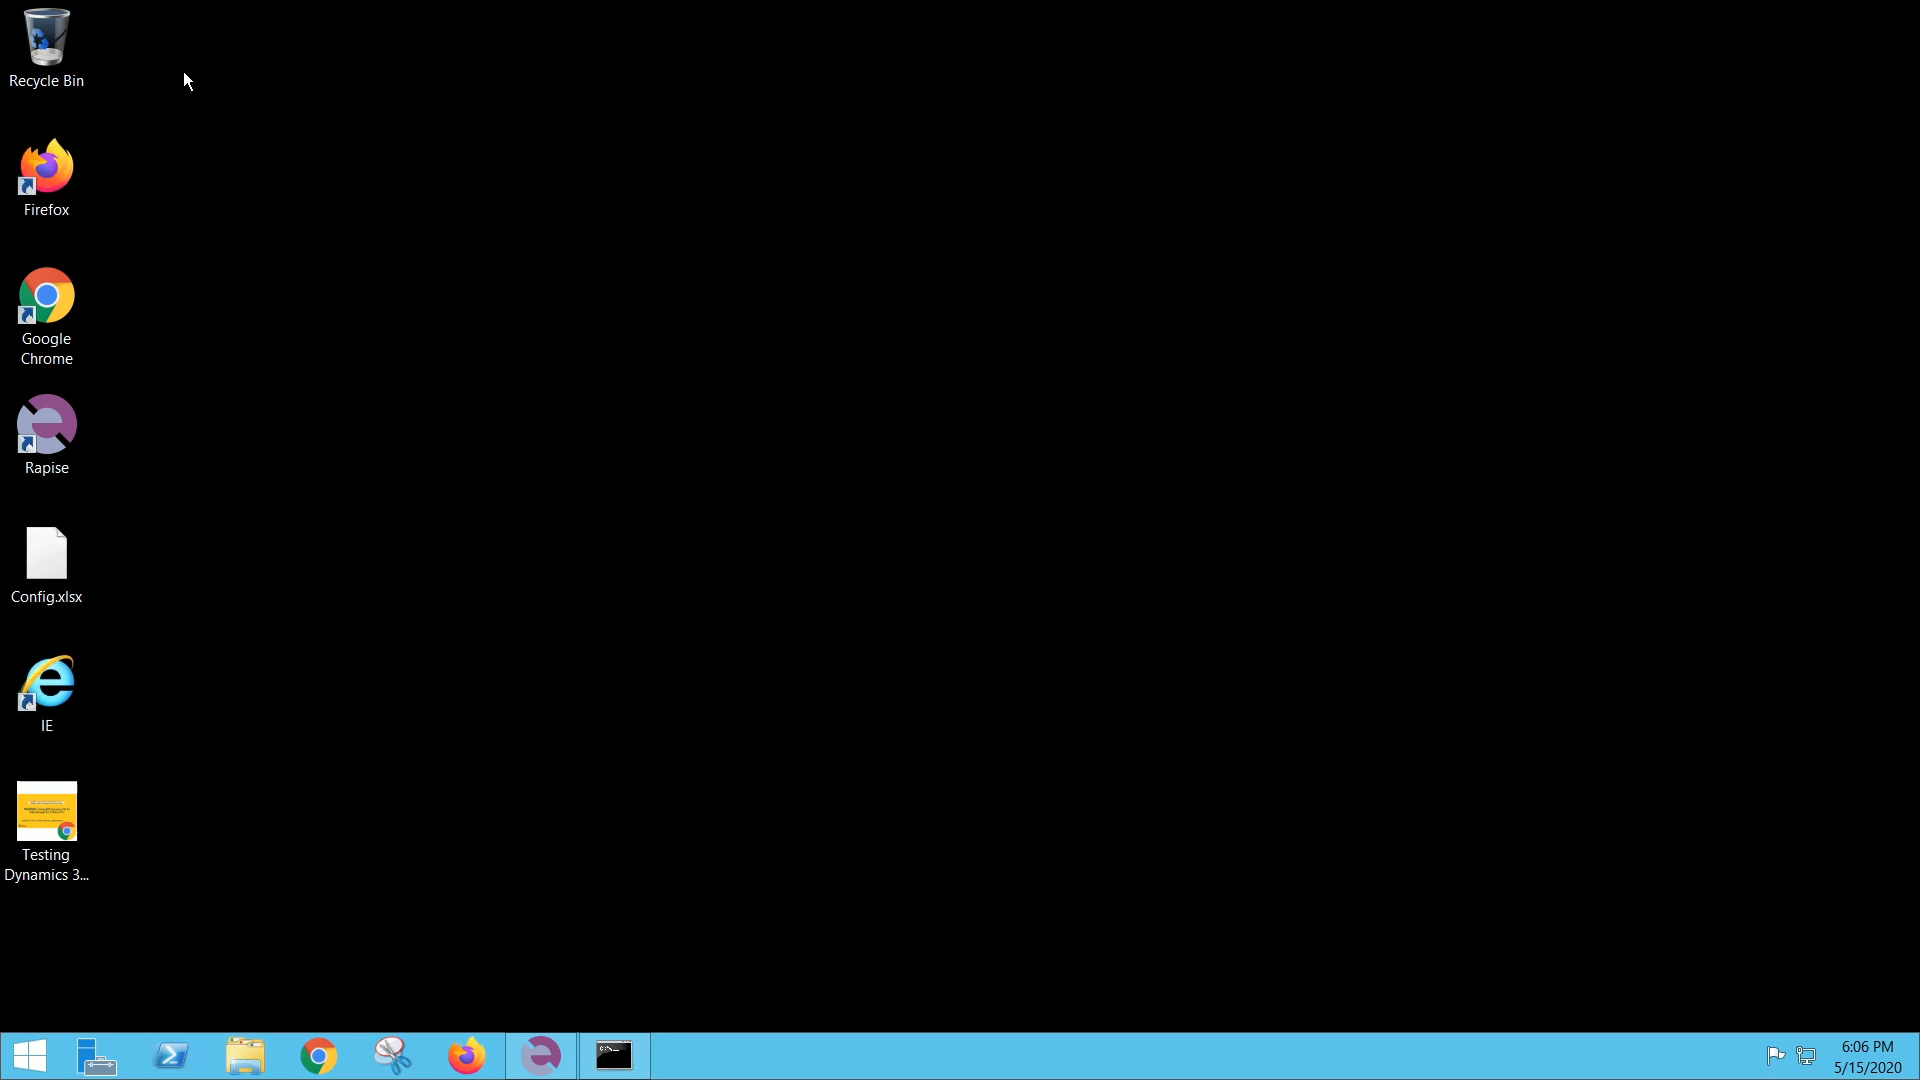 Recycle Bin
Firefox
Google
Chrome
Rapise
Config.xlsx
IE
Testing
Dynamics 3...
6:06 PM
5/15/2020